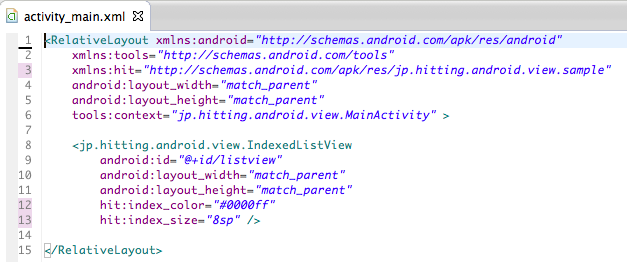 activity_main.xml
1 <RelativeLayout xmlns:android="http://schemas.android.com/apk/res/android"
2 xmlns:tools="http://schemas.android.com/tools"
3 xmlns:hit="http://schemas.android.com/apk/res/jp.hitting.android.view.sample"
4 android:layout_width="match_parent"
5 android:layout_height="match_parent"
6 tools:context="jp.hitting.android.view.MainActivity" >
7
8 <jp.hitting.android.view.IndexedListView
9 android:id="@+id/listview"
10 android:layout_width="match_parent"
11 android:layout_height="match_parent"
12 hit:index_color="#0000ff"
13 hit:index_size="8sp" />
14
15 </RelativeLayout>